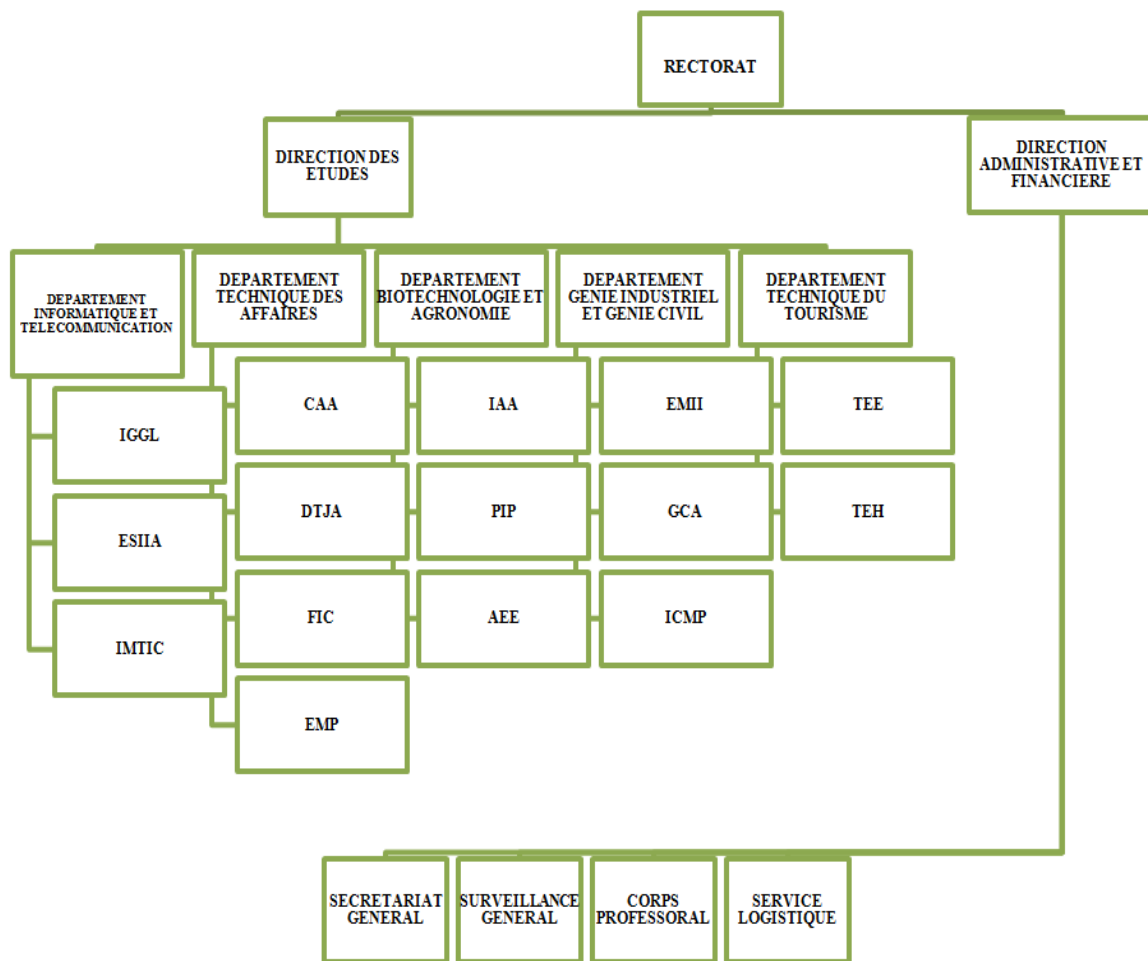 RECTORAT
DIRECTION DES
ETUDES
DIRECTION
ADMINISTRATIVE ET
FINANCIERE
DEPARTEMENT
INFORMATIQUE ET
TELECOMMUNICATION
DEPARTEMENT
TECHNIQUE DES
AFFAIRES
DEPARTEMENT
BIOTECHNOLOGIE ET
AGRONOMIE
DEPARTEMENT
GENIE INDUSTRIEL
ET GENIE CIVIL
DEPARTEMENT
TECHNIQUE DU
TOURISME
IGGL
ESIIA
IMTIC
CAA
DTJA
FIC
EMP
IAA
PIP
AEE
EMII
GCA
ICMP
TEE
TEH
SECRETARIAT
GENERAL
SURVEILLANCE
GENERAL
CORPS
PROFESSORAL
SERVICE
LOGISTIQUE